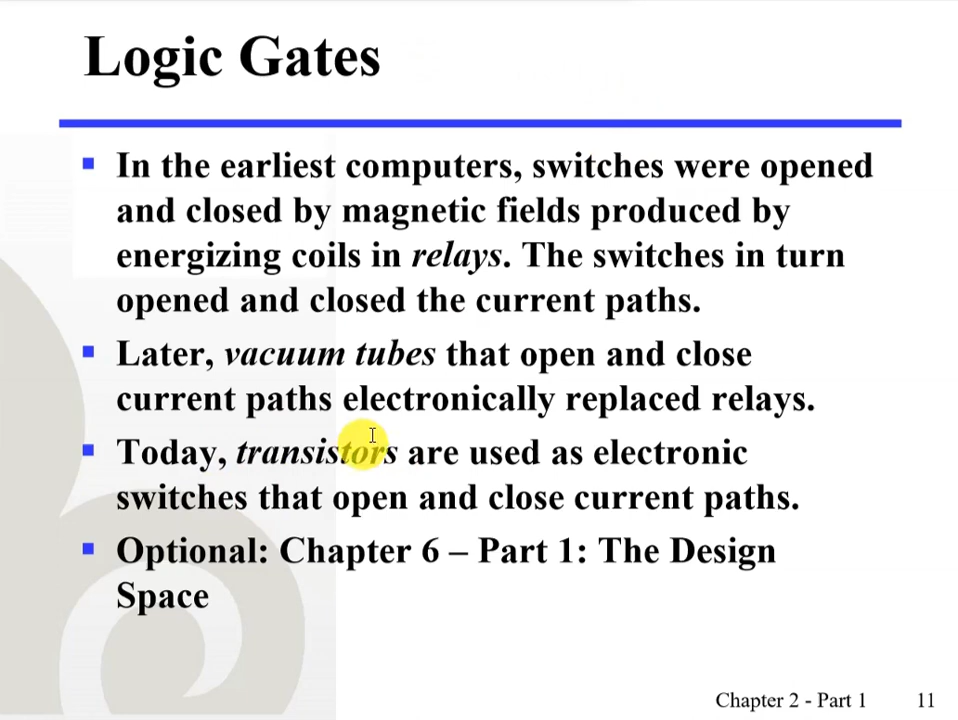 Logic Gates
In the earliest computers, switches were opened
and closed by magnetic fields produced by
energizing coils in relays. The switches in turn
opened and closed the current paths.
Later, vacuum tubes that open and close
current paths electronically replaced relays.
Today, transistors are used as electronic
switches that open and close current paths.
Optional: Chapter 6 – Part 1: The Design
Space
Chapter 2 - Part 1 11